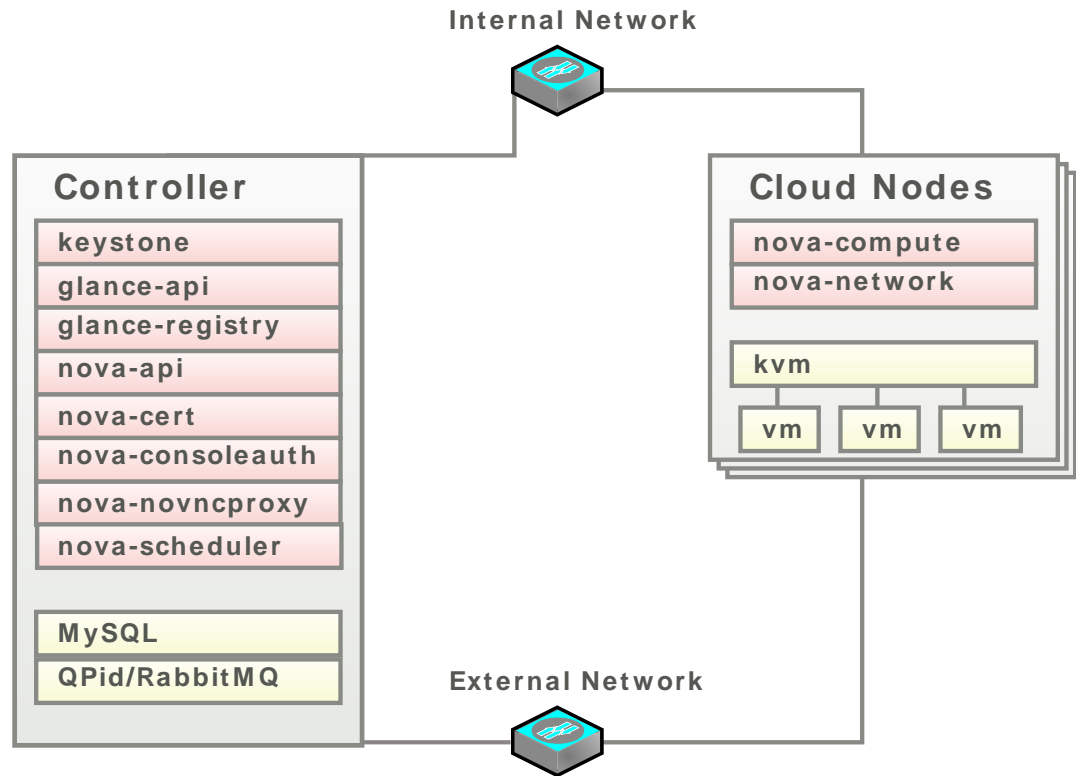 Internal Network
Controller
keystone
glance-api
glance-registry
nova-api
nova-cert
nova-consoleauth
nova-novncproxy
nova-scheduler
MySQL
QPid/RabbitMQ
Cloud Nodes
nova-compute
nova-network
kvm
vm vm vm
External Network